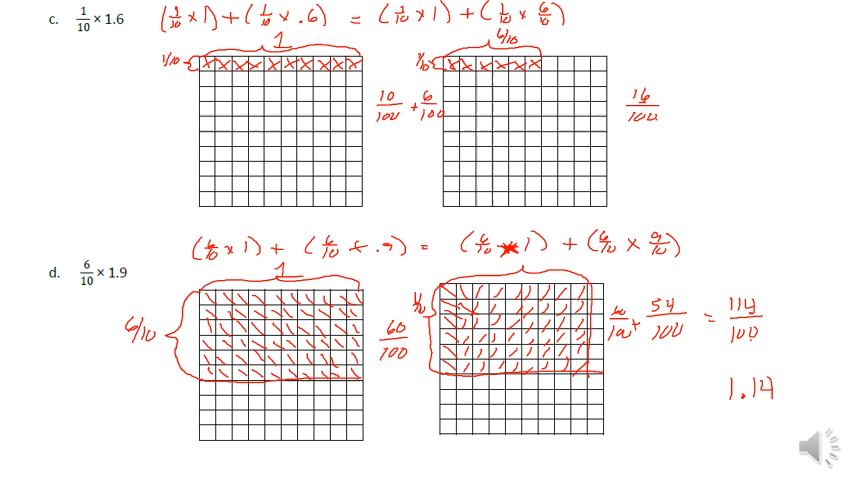 c. 1/10 × 1.6 (1/10 × 1) + (1/10 × .6) = (1/10 × 1) + (1/10 × 6/10)
1 6/10
1/10 1/10
10/100 + 6/100 16/100
(6/10 × 1) + (6/10 × .9) = (6/10 × 1) + (6/10 × 9/10)
d. 6/10 × 1.9 1
6/10 60/100 60/100 + 54/100 = 114/100
1.14